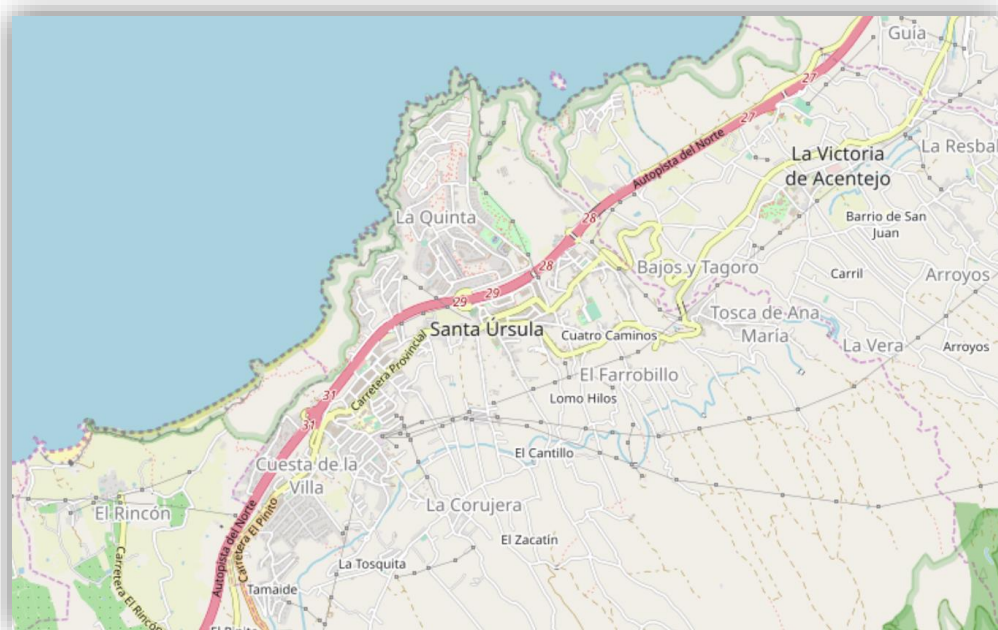 Guía
27
27
Autopista del Norte
La Victoria
de Acentejo
La Resbal
La Quinta
28
Barrio de San
Juan
28
Bajos y Tagoro
Carril
Arroyos
29
29
Santa Úrsula
Cuatro Caminos
Tosca de Ana
María
La Vera
Arroyos
Carretera Provincial
El Farrobillo
31
Lomo Hilos
31
Cuesta de la
Villa
El Cantillo
El Rincón
La Corujera
Autopista del Norte
Carretera El Pinito
El Zacatín
Carretera El Rincón
La Tosquita
Tamaide